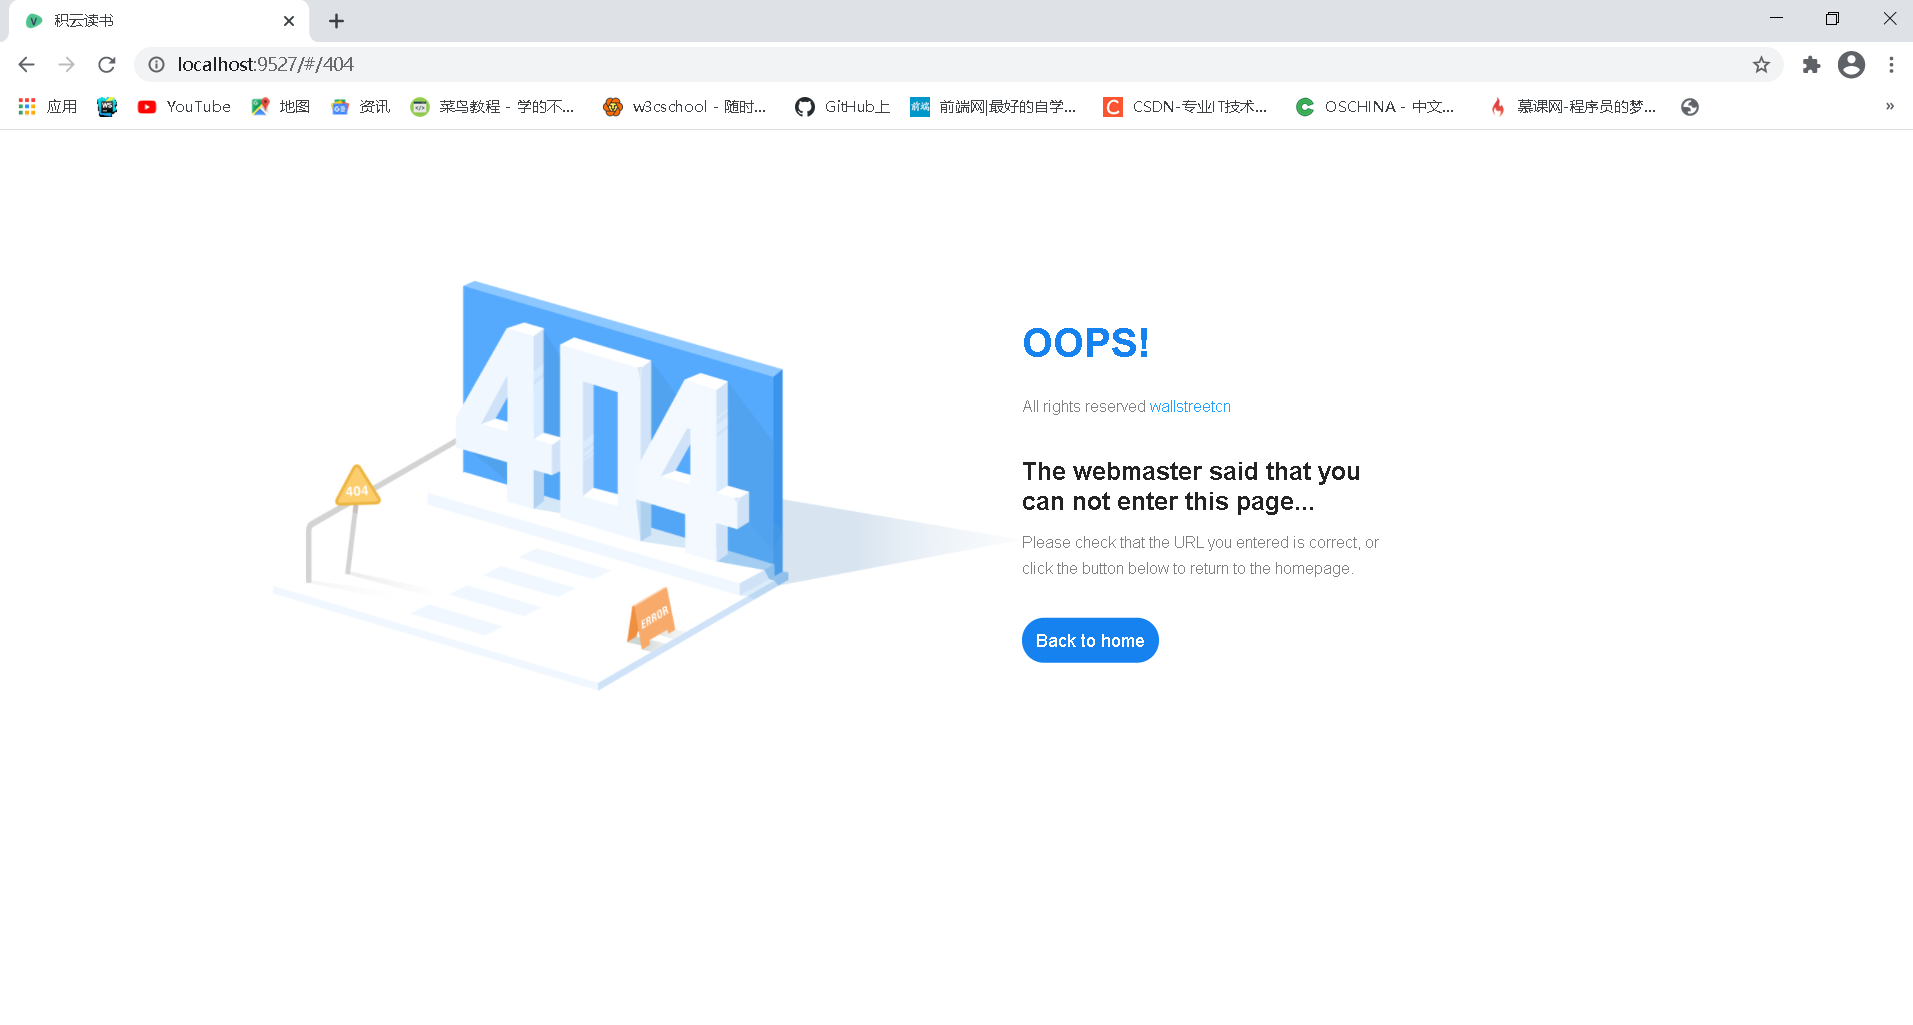 积云读书
localhost:9527/#/404
应用 YouTube 地图 资讯 菜鸟教程 - 学的不... w3cschool - 随时... GitHub上 前端 前端网|最好的自学... CSDN-专业IT技术... OSCHINA - 中文... 慕课网-程序员的梦... »
404
OOPS!
All rights reserved wallstreetcn
The webmaster said that you
can not enter this page...
404
Please check that the URL you entered is correct, or
click the button below to return to the homepage.
ERROR
Back to home